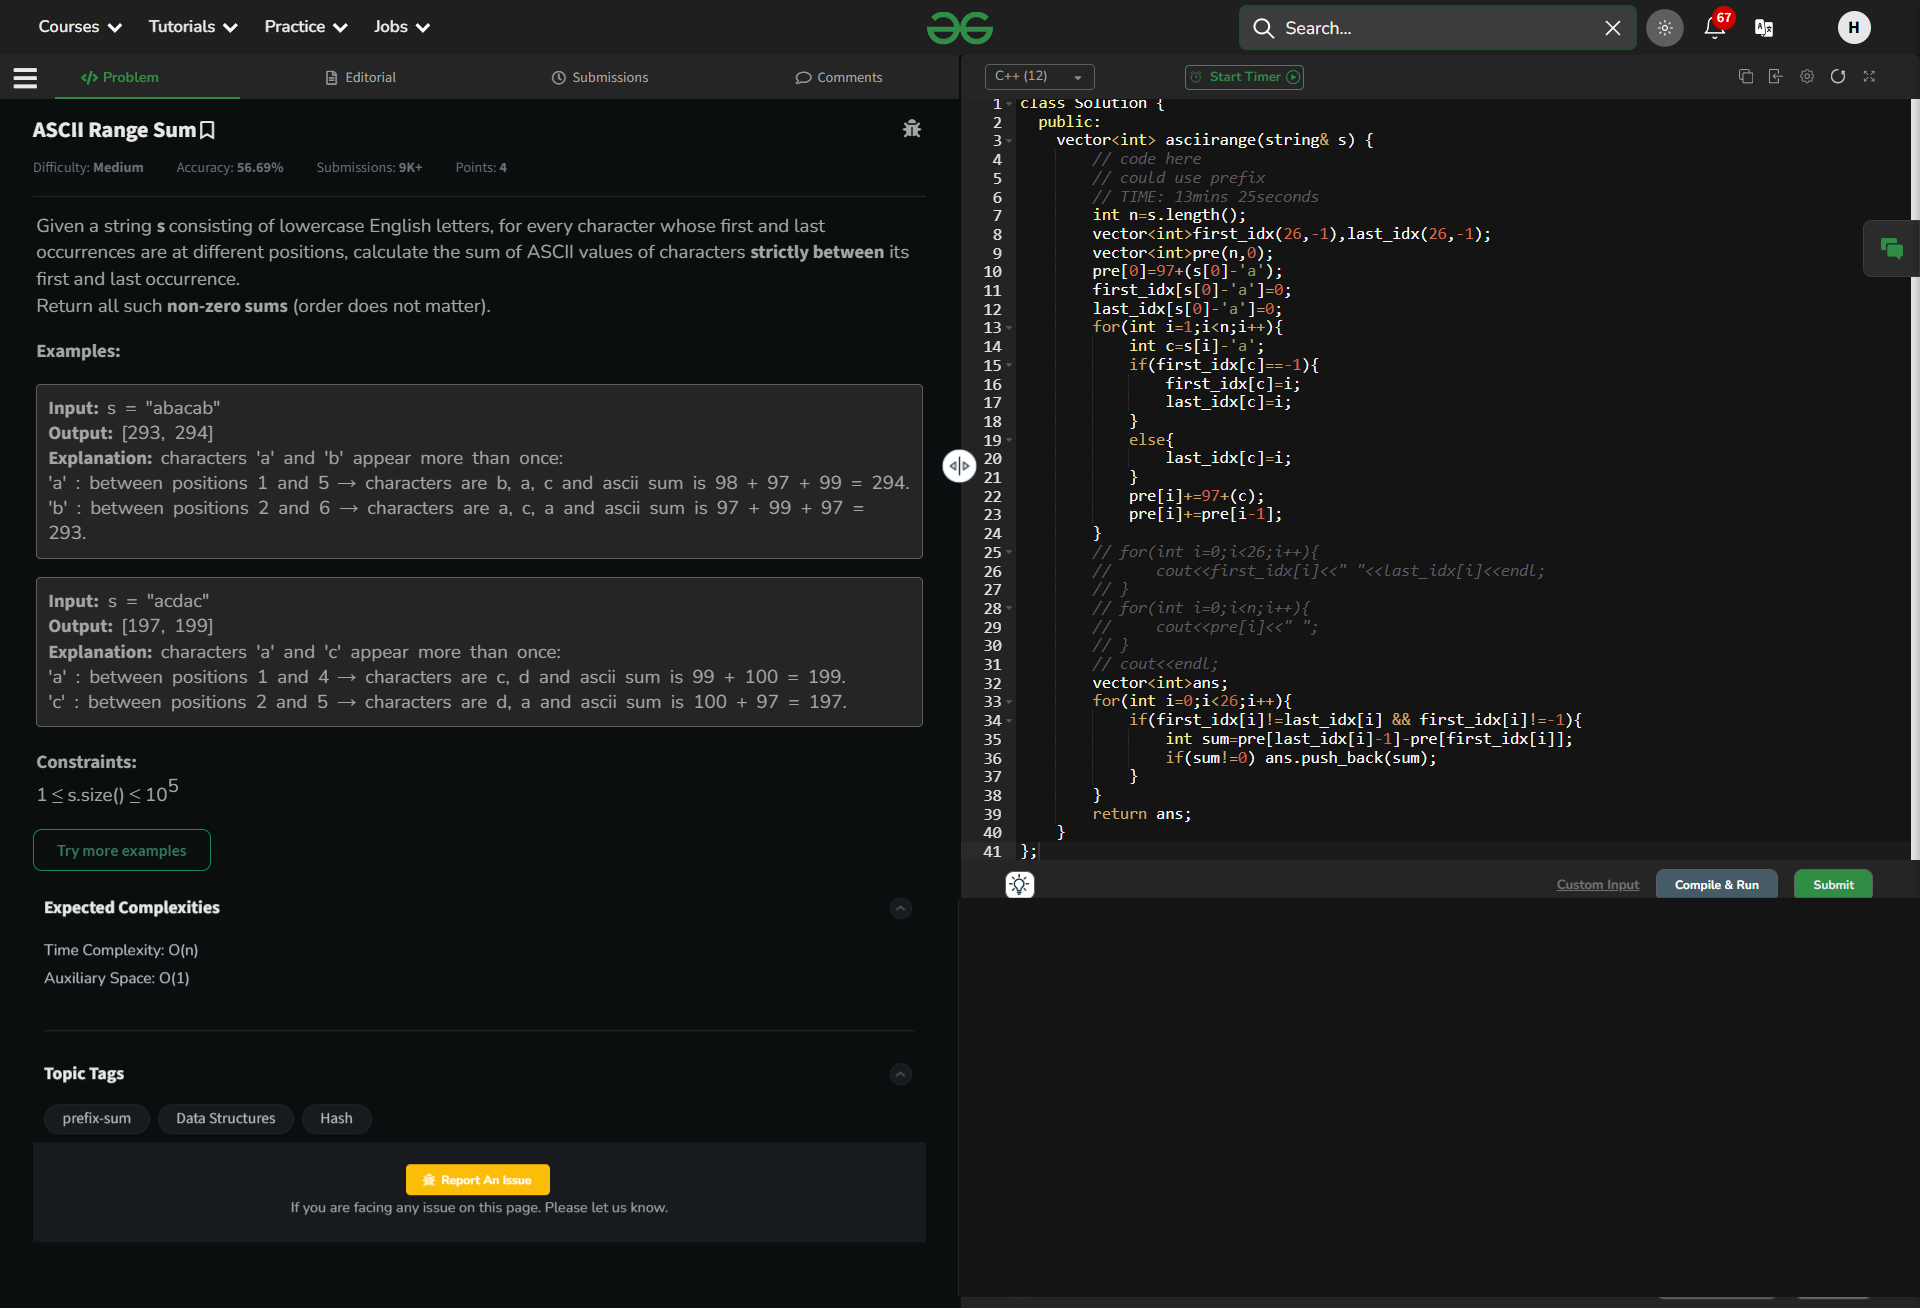 Courses Tutorials Practice Jobs Search... 67 H
Problem Editorial Submissions Comments
ASCII Range Sum
Difficulty: Medium Accuracy: 56.69% Submissions: 9K+ Points: 4
Given a string s consisting of lowercase English letters, for every character whose first and last
occurrences are at different positions, calculate the sum of ASCII values of characters strictly between its
first and last occurrence.
Return all such non-zero sums (order does not matter).
Examples:
Input: s = "abacab"
Output: [293, 294]
Explanation: characters 'a' and 'b' appear more than once:
'a' : between positions 1 and 5 → characters are b, a, c and ascii sum is 98 + 97 + 99 = 294.
'b' : between positions 2 and 6 → characters are a, c, a and ascii sum is 97 + 99 + 97 =
293.
Input: s = "acdac"
Output: [197, 199]
Explanation: characters 'a' and 'c' appear more than once:
'a' : between positions 1 and 4 → characters are c, d and ascii sum is 99 + 100 = 199.
'c' : between positions 2 and 5 → characters are d, a and ascii sum is 100 + 97 = 197.
Constraints:
1 ≤ s.size() ≤ 10⁵
Try more examples
Expected Complexities
Time Complexity: O(n)
Auxiliary Space: O(1)
Topic Tags
prefix-sum Data Structures Hash
Report An Issue
If you are facing any issue on this page. Please let us know.
C++ (12) Start Timer
1 class Solution {
2   public:
3     vector<int> asciirange(string& s) {
4         // code here
5         // could use prefix
6         // TIME: 13mins 25seconds
7         int n=s.length();
8         vector<int>first_idx(26,-1),last_idx(26,-1);
9         vector<int>pre(n,0);
10         pre[0]=97+(s[0]-'a');
11         first_idx[s[0]-'a']=0;
12         last_idx[s[0]-'a']=0;
13         for(int i=1;i<n;i++){
14             int c=s[i]-'a';
15             if(first_idx[c]==-1){
16                 first_idx[c]=i;
17                 last_idx[c]=i;
18             }
19             else{
20                 last_idx[c]=i;
21             }
22             pre[i]+=97+(c);
23             pre[i]+=pre[i-1];
24         }
25         // for(int i=0;i<26;i++){
26         //     cout<<first_idx[i]<<" "<<last_idx[i]<<endl;
27         // }
28         // for(int i=0;i<n;i++){
29         //     cout<<pre[i]<<" ";
30         // }
31         // cout<<endl;
32         vector<int>ans;
33         for(int i=0;i<26;i++){
34             if(first_idx[i]!=last_idx[i] && first_idx[i]!=-1){
35                 int sum=pre[last_idx[i]-1]-pre[first_idx[i]];
36                 if(sum!=0) ans.push_back(sum);
37             }
38         }
39         return ans;
40     }
41 };
Custom Input Compile & Run Submit